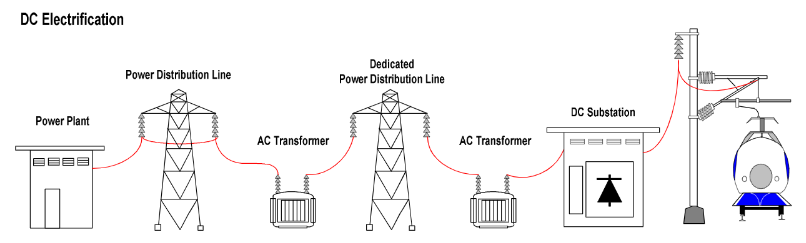 DC Electrification
Power Plant
Power Distribution Line
AC Transformer
Dedicated
Power Distribution Line
AC Transformer
DC Substation